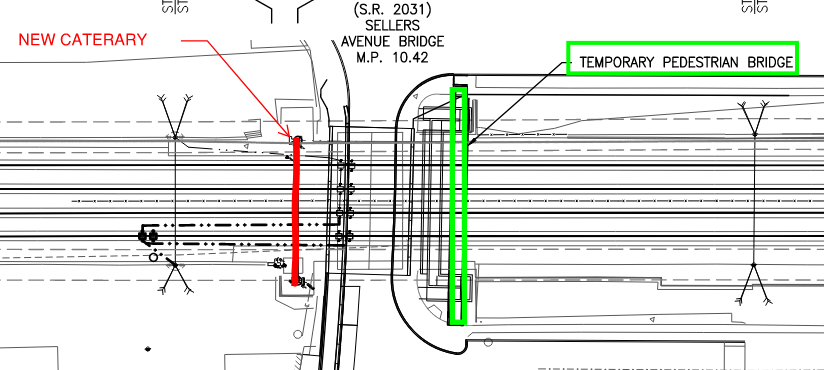 (S.R. 2031)
SELLERS
AVENUE BRIDGE
M.P. 10.42
NEW CATERARY
TEMPORARY PEDESTRIAN BRIDGE